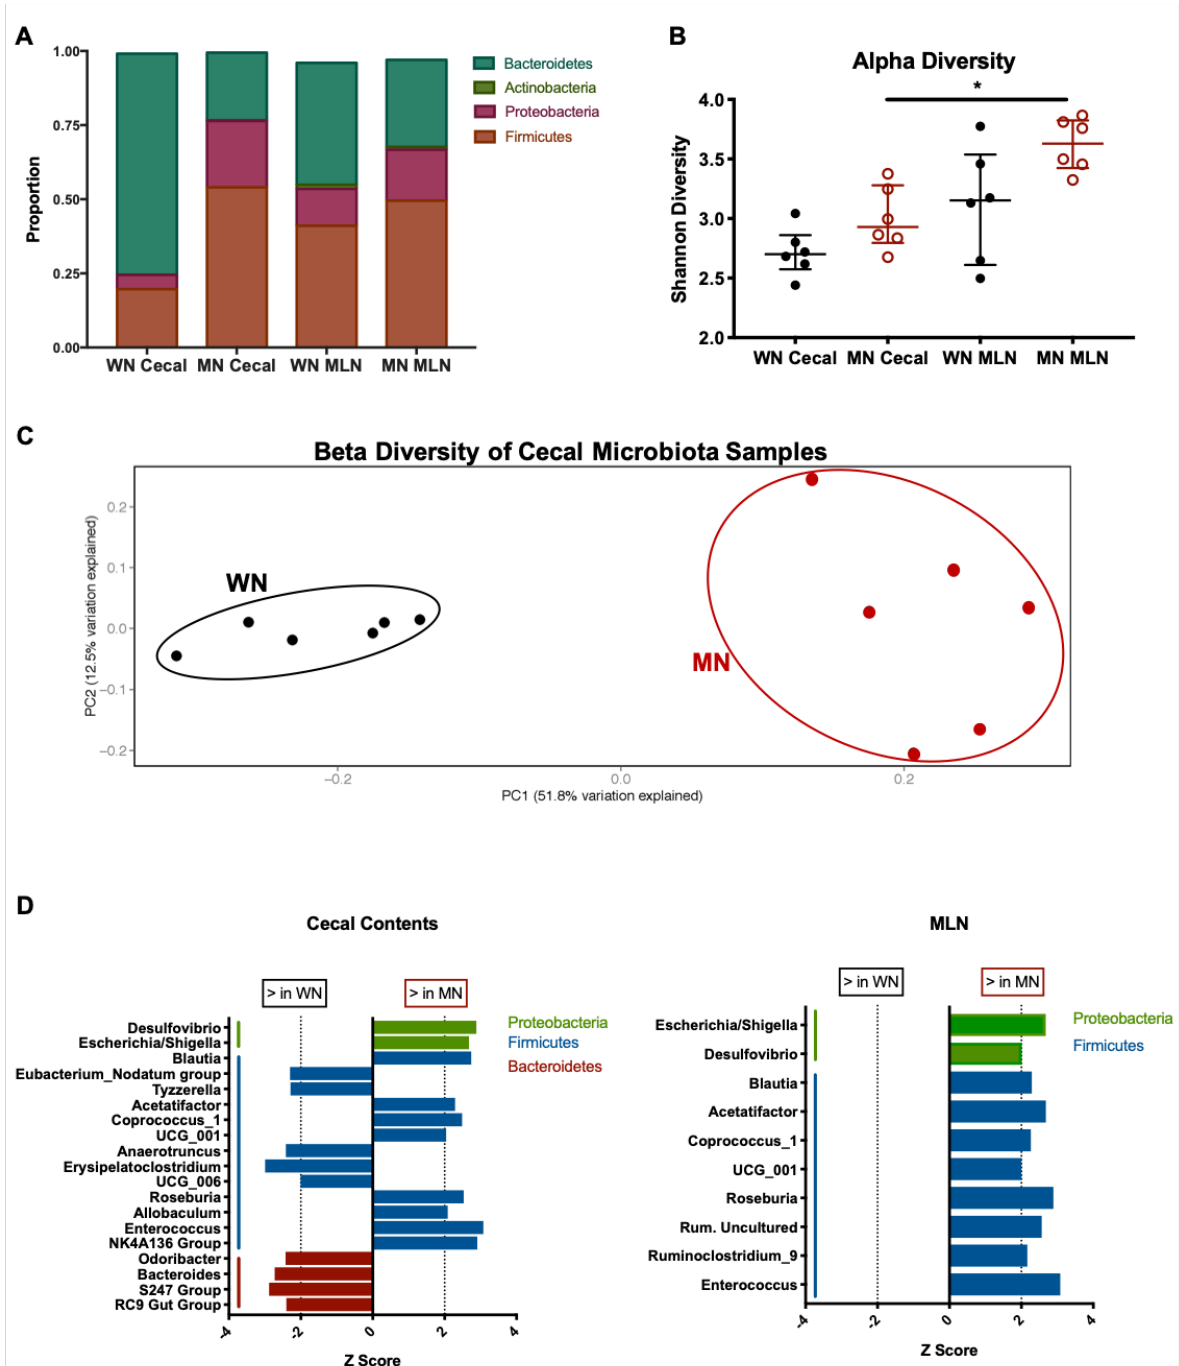 A
1.00
0.75
0.50
0.25
0.00
Proportion
WN Cecal MN Cecal WN MLN MN MLN
Bacteroidetes
Actinobacteria
Proteobacteria
Firmicutes
B
Alpha Diversity
*
4.0
3.5
3.0
2.5
2.0
Shannon Diversity
WN Cecal MN Cecal WN MLN MN MLN
C
Beta Diversity of Cecal Microbiota Samples
WN
MN
0.2
0.1
0.0
−0.1
−0.2
PC2 (12.5% variation explained)
−0.2 0.0 0.2
PC1 (51.8% variation explained)
D
Cecal Contents
> in WN
> in MN
Proteobacteria
Firmicutes
Bacteroidetes
Desulfovibrio
Escherichia/Shigella
Blautia
Eubacterium_Nodatum group
Tyzzerella
Acetatifactor
Coprococcus_1
UCG_001
Anaerotruncus
Erysipelatoclostridium
UCG_006
Roseburia
Allobaculum
Enterococcus
NK4A136 Group
Odoribacter
Bacteroides
S247 Group
RC9 Gut Group
-4 -2 0 2 4
Z Score
MLN
> in WN
> in MN
Proteobacteria
Firmicutes
Escherichia/Shigella
Desulfovibrio
Blautia
Acetatifactor
Coprococcus_1
UCG_001
Roseburia
Rum. Uncultured
Ruminoclostridium_9
Enterococcus
-4 -2 0 2 4
Z Score